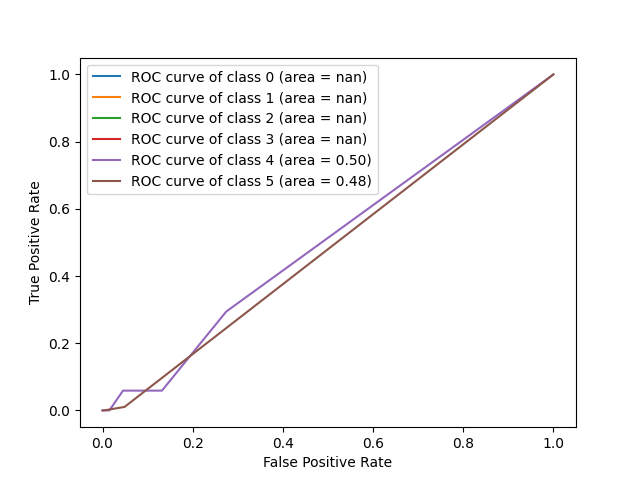 ROC curve of class 0 (area = nan)
ROC curve of class 1 (area = nan)
ROC curve of class 2 (area = nan)
ROC curve of class 3 (area = nan)
ROC curve of class 4 (area = 0.50)
ROC curve of class 5 (area = 0.48)
True Positive Rate
1.0
0.8
0.6
0.4
0.2
0.0
0.0 0.2 0.4 0.6 0.8 1.0
False Positive Rate